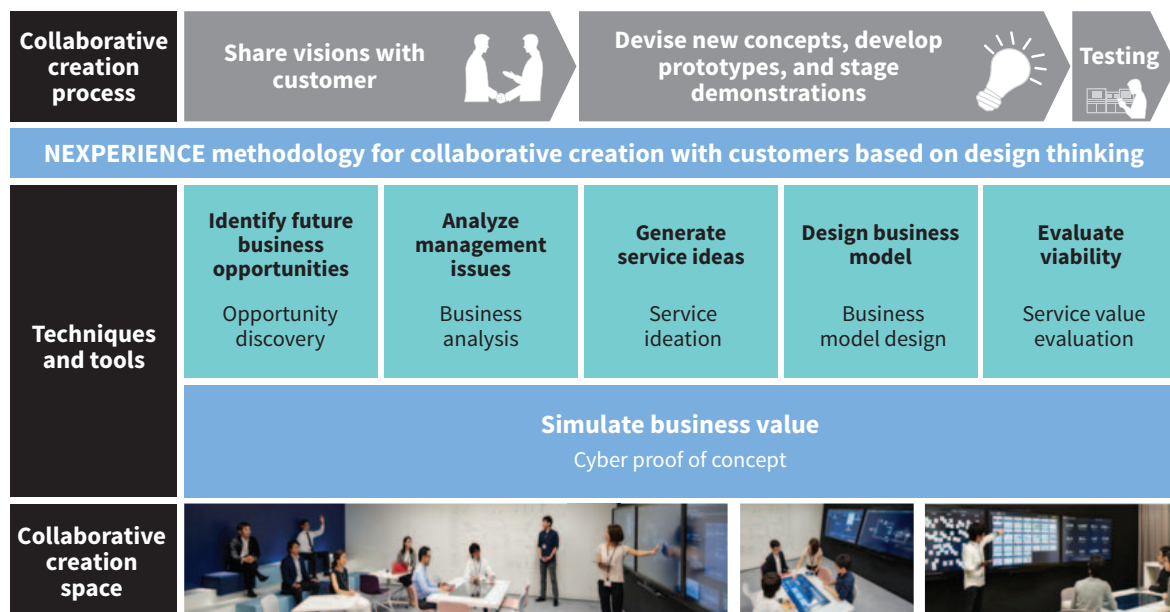 Collaborative
creation
process
Share visions with
customer
Devise new concepts, develop
prototypes, and stage
demonstrations
Testing
NEXPERIENCE methodology for collaborative creation with customers based on design thinking
Techniques
and tools
Identify future
business
opportunities
Opportunity
discovery
Analyze
management
issues
Business
analysis
Generate
service ideas
Service
ideation
Design business
model
Business
model design
Evaluate
viability
Service value
evaluation
Simulate business value
Cyber proof of concept
Collaborative
creation
space